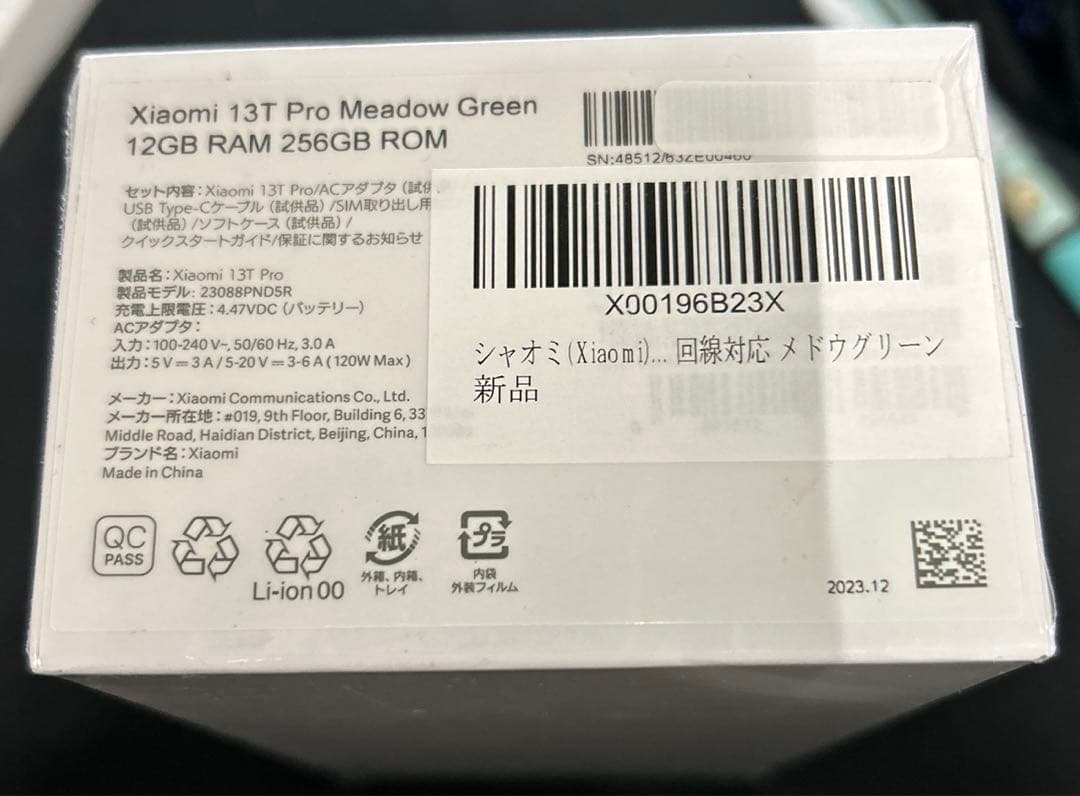 Xiaomi 13T Pro Meadow Green
12GB RAM 256GB ROM
セット内容：Xiaomi 13T Pro/ACアダプタ（試供
USB Type-Cケーブル（試供品）/SIM取り出し用
（試供品）/ソフトケース（試供品）/
クイックスタートガイド/保証に関するお知らせ
製品名：Xiaomi 13T Pro
製品モデル: 23088PND5R
充電上限電圧：4.47VDC（バッテリー）
ACアダプタ：
入力：100-240 V~, 50/60 Hz, 3.0 A
出力：5 V⎓3 A / 5-20 V⎓3-6 A ( 120W Max )
メーカー：Xiaomi Communications Co., Ltd.
メーカー所在地：#019, 9th Floor, Building 6, 33
Middle Road, Haidian District, Beijing, China, 1
ブランド名：Xiaomi
Made in China
X00196B23X
シャオミ(Xiaomi)... 回線対応 メドウグリーン
新品
QC
PASS
Li-ion 00
紙
外箱、内箱、
トレイ
プラ
内袋
外装フィルム
2023.12